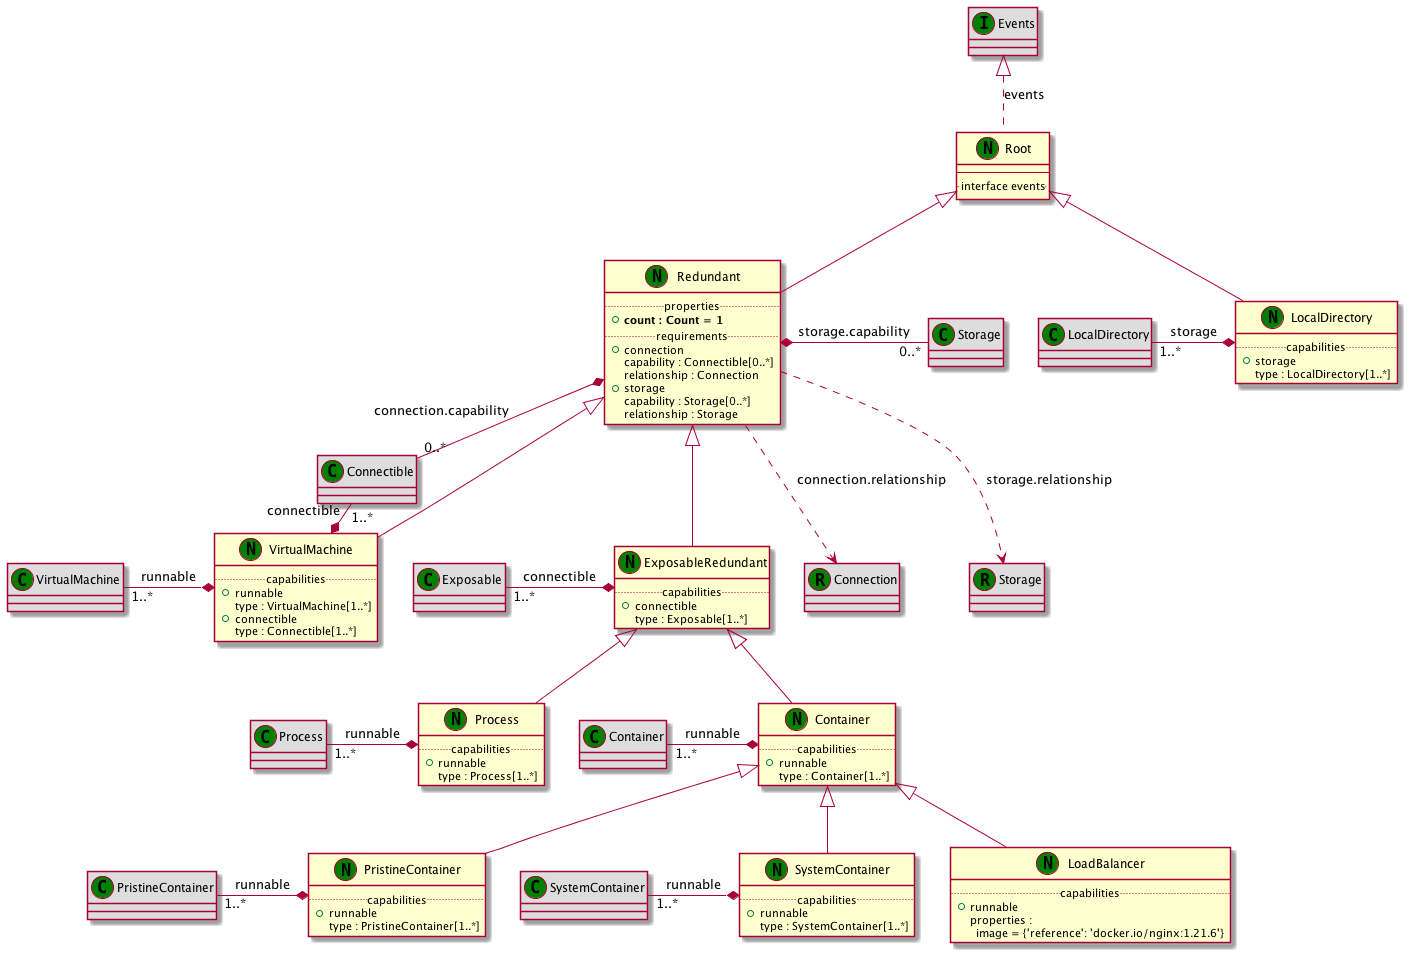 I Events
events
N Root
interface events
N Redundant
properties
count : Count = 1
requirements
connection
capability : Connectible[0..*]
relationship : Connection
storage
capability : Storage[0..*]
relationship : Storage
storage.capability
0..*
C Storage
C LocalDirectory
storage
1..*
N LocalDirectory
capabilities
storage
type : LocalDirectory[1..*]
connection.capability
0..*
C Connectible
connectible
1..*
connection.relationship
storage.relationship
C VirtualMachine
runnable
1..*
N VirtualMachine
capabilities
runnable
type : VirtualMachine[1..*]
connectible
type : Connectible[1..*]
C Exposable
connectible
1..*
N ExposableRedundant
capabilities
connectible
type : Exposable[1..*]
R Connection
R Storage
C Process
runnable
1..*
N Process
capabilities
runnable
type : Process[1..*]
C Container
runnable
1..*
N Container
capabilities
runnable
type : Container[1..*]
C PristineContainer
runnable
1..*
N PristineContainer
capabilities
runnable
type : PristineContainer[1..*]
C SystemContainer
runnable
1..*
N SystemContainer
capabilities
runnable
type : SystemContainer[1..*]
N LoadBalancer
capabilities
runnable
properties :
image = {'reference': 'docker.io/nginx:1.21.6'}